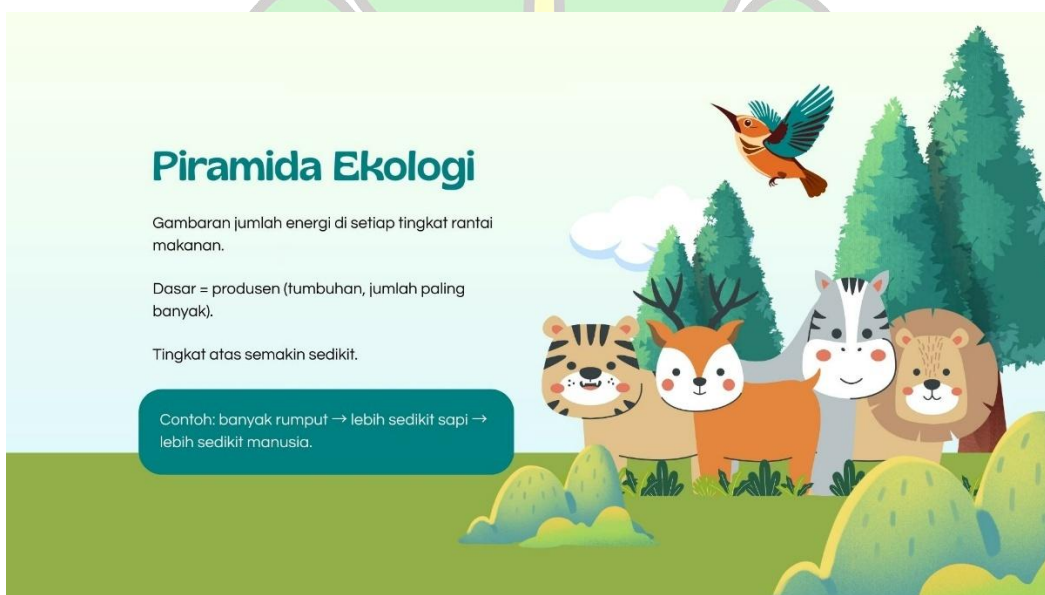 Piramida Ekologi
Gambaran jumlah energi di setiap tingkat rantai
makanan.
Dasar = produsen (tumbuhan, jumlah paling
banyak).
Tingkat atas semakin sedikit.
Contoh: banyak rumput → lebih sedikit sapi →
lebih sedikit manusia.